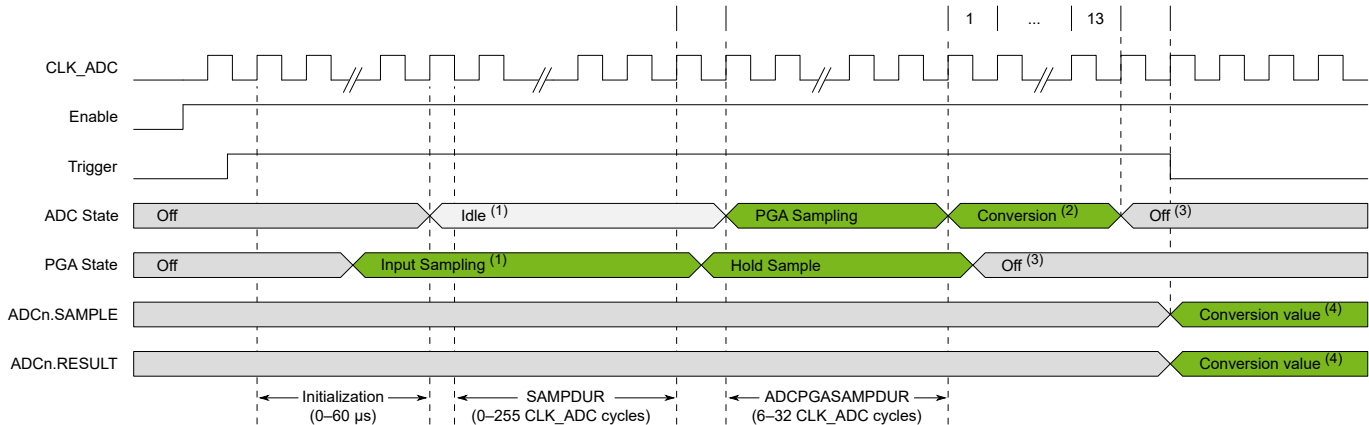 1 ... 13
CLK_ADC
Enable
Trigger
ADC State Off Idle (1) PGA Sampling Conversion (2) Off (3)
PGA State Off Input Sampling (1) Hold Sample Off (3)
ADCn.SAMPLE Conversion value (4)
ADCn.RESULT Conversion value (4)
Initialization SAMPDUR ADCPGASAMPDUR
(0–60 µs) (0–255 CLK_ADC cycles) (6–32 CLK_ADC cycles)